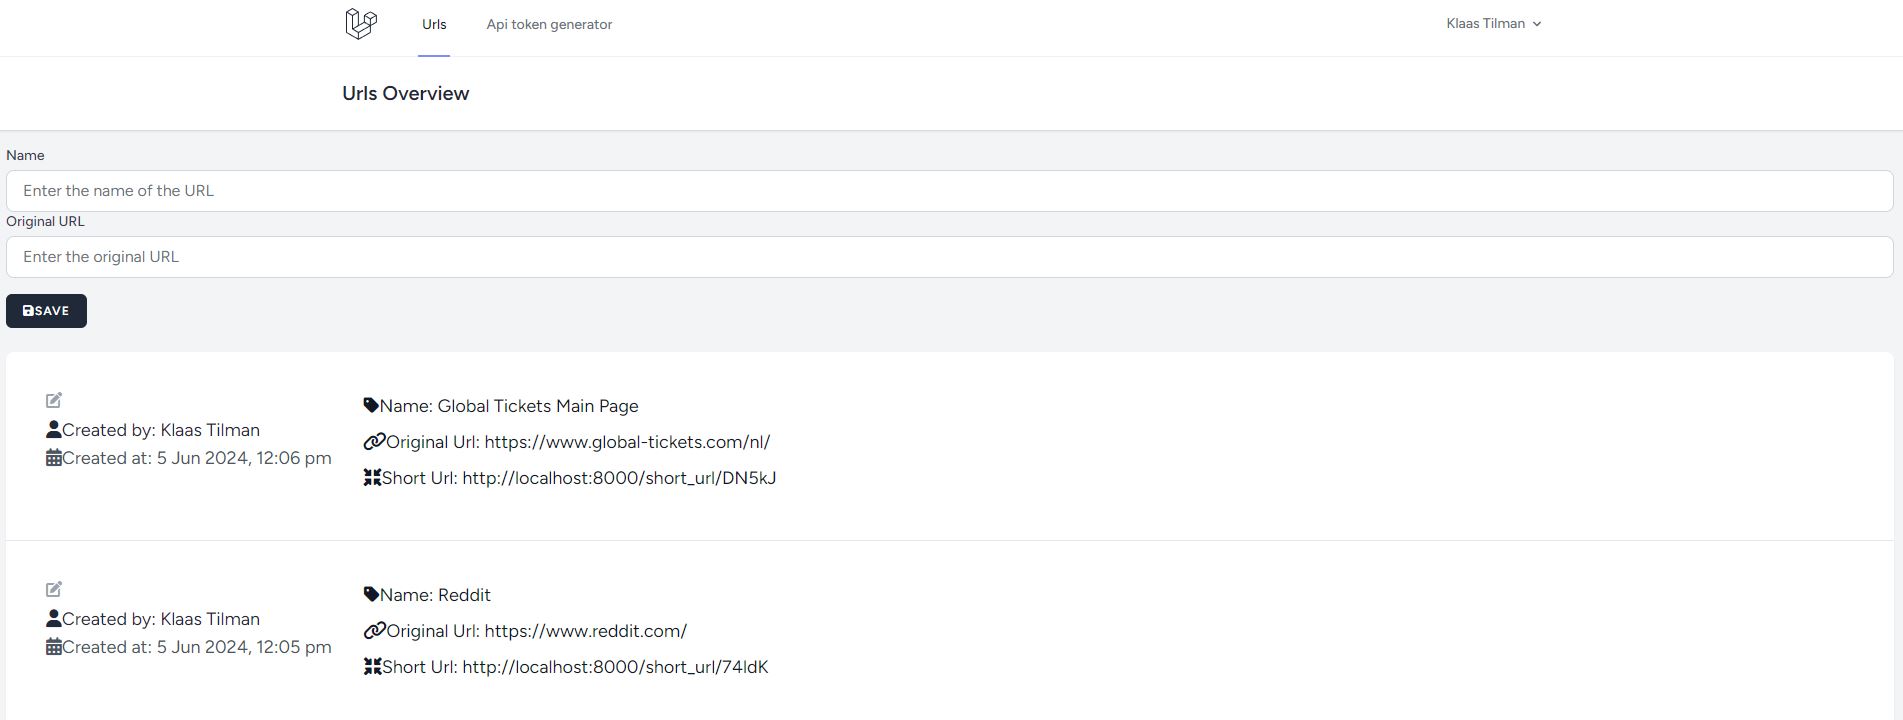 Urls
Api token generator
Klaas Tilman
Urls Overview
Name
Enter the name of the URL
Original URL
Enter the original URL
SAVE
Created by: Klaas Tilman
Created at: 5 Jun 2024, 12:06 pm
Name: Global Tickets Main Page
Original Url: https://www.global-tickets.com/nl/
Short Url: http://localhost:8000/short_url/DN5kJ
Created by: Klaas Tilman
Created at: 5 Jun 2024, 12:05 pm
Name: Reddit
Original Url: https://www.reddit.com/
Short Url: http://localhost:8000/short_url/74ldK